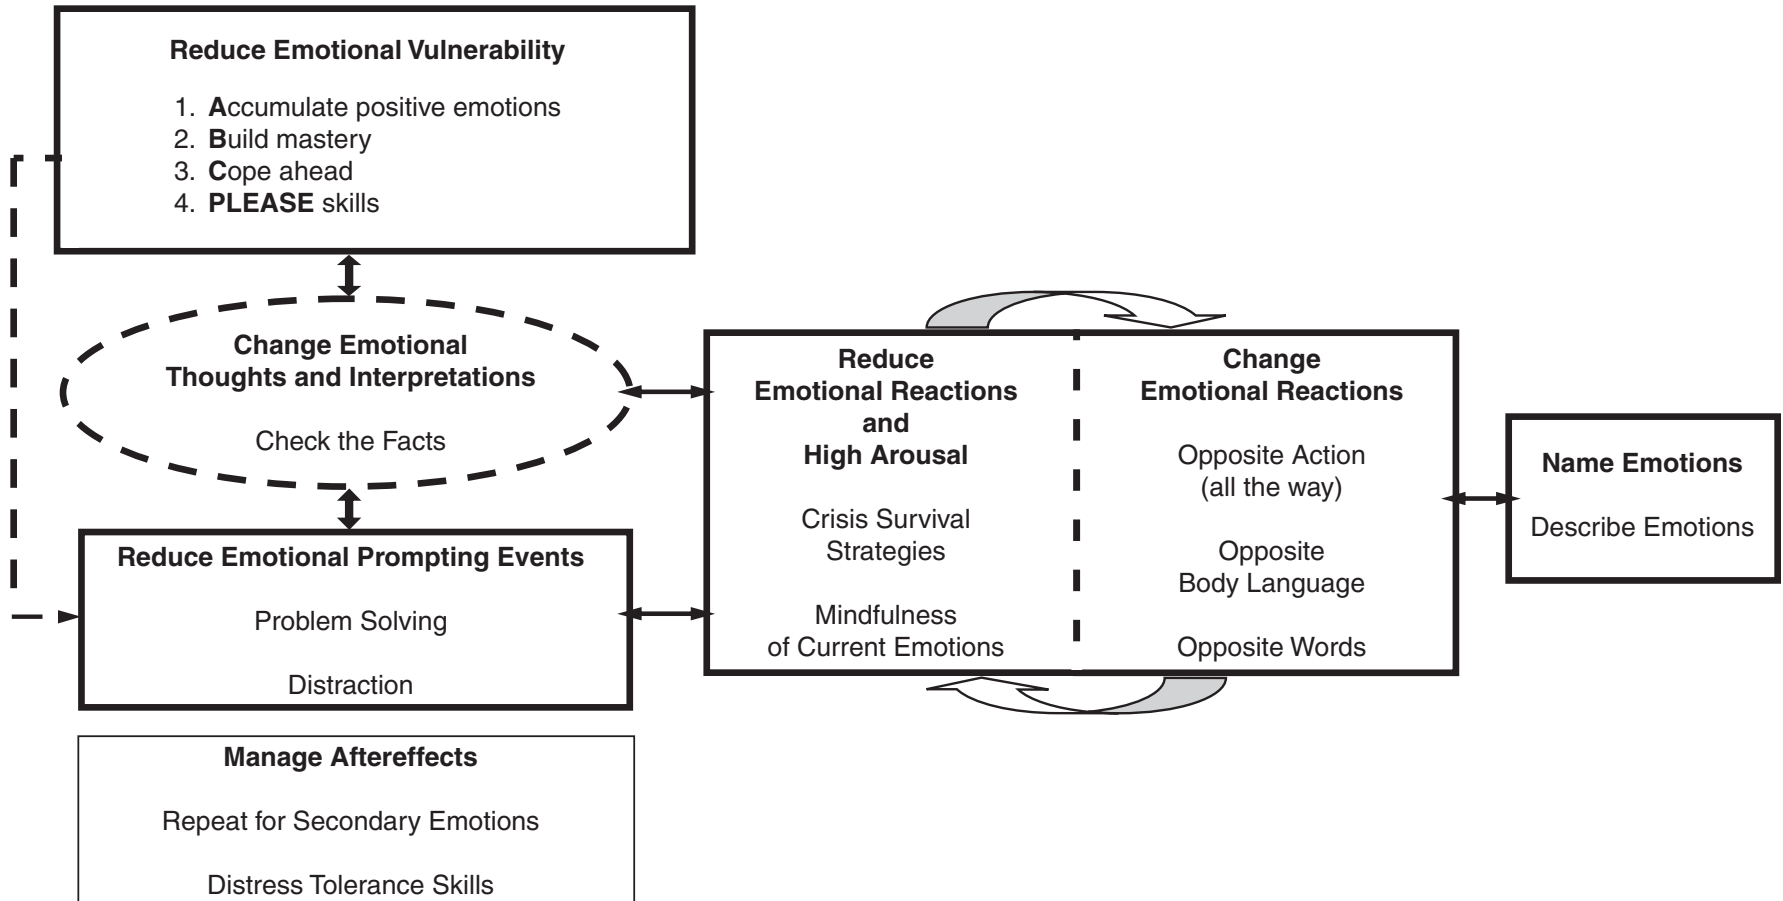 Reduce Emotional Vulnerability
1. Accumulate positive emotions
2. Build mastery
3. Cope ahead
4. PLEASE skills
Change Emotional
Thoughts and Interpretations
Check the Facts
Reduce Emotional Prompting Events
Problem Solving
Distraction
Manage Aftereffects
Repeat for Secondary Emotions
Distress Tolerance Skills
Reduce
Emotional Reactions
and
High Arousal
Crisis Survival
Strategies
Mindfulness
of Current Emotions
Change
Emotional Reactions
Opposite Action
(all the way)
Opposite
Body Language
Opposite Words
Name Emotions
Describe Emotions